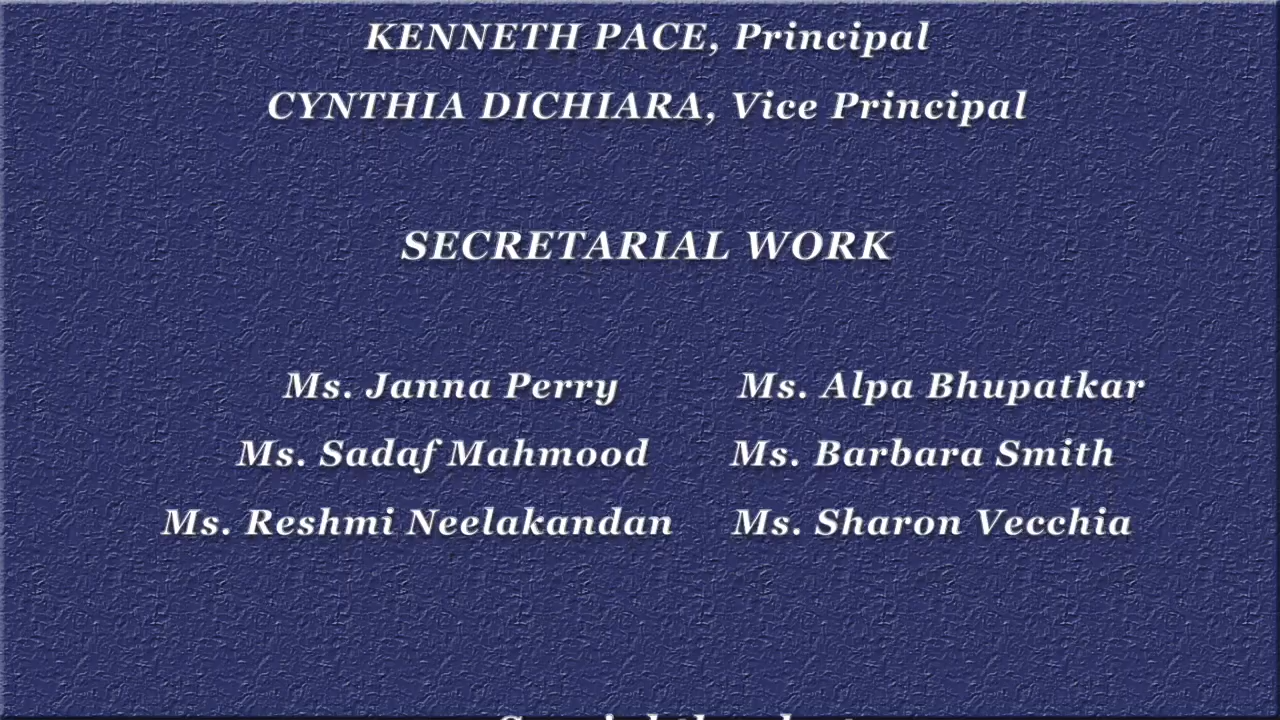 KENNETH PACE, Principal
CYNTHIA DICHIARA, Vice Principal
SECRETARIAL WORK
Ms. Janna Perry Ms. Alpa Bhupatkar
Ms. Sadaf Mahmood Ms. Barbara Smith
Ms. Reshmi Neelakandan Ms. Sharon Vecchia